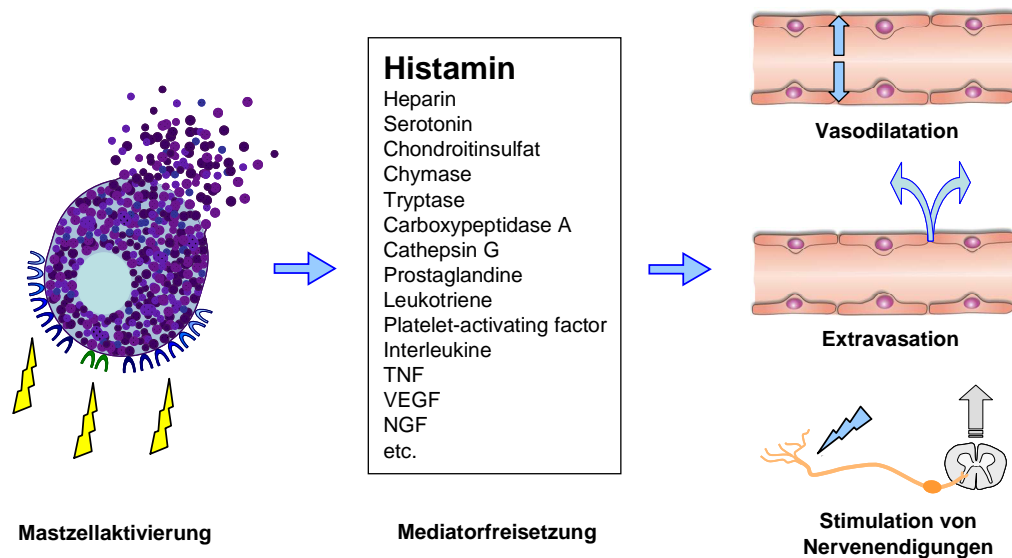 Histamin
Heparin
Serotonin
Chondroitinsulfat
Chymase
Tryptase
Carboxypeptidase A
Cathepsin G
Prostaglandine
Leukotriene
Platelet-activating factor
Interleukine
TNF
VEGF
NGF
etc.
Vasodilatation
Extravasation
Mastzellaktivierung
Mediatorfreisetzung
Stimulation von
Nervenendigungen